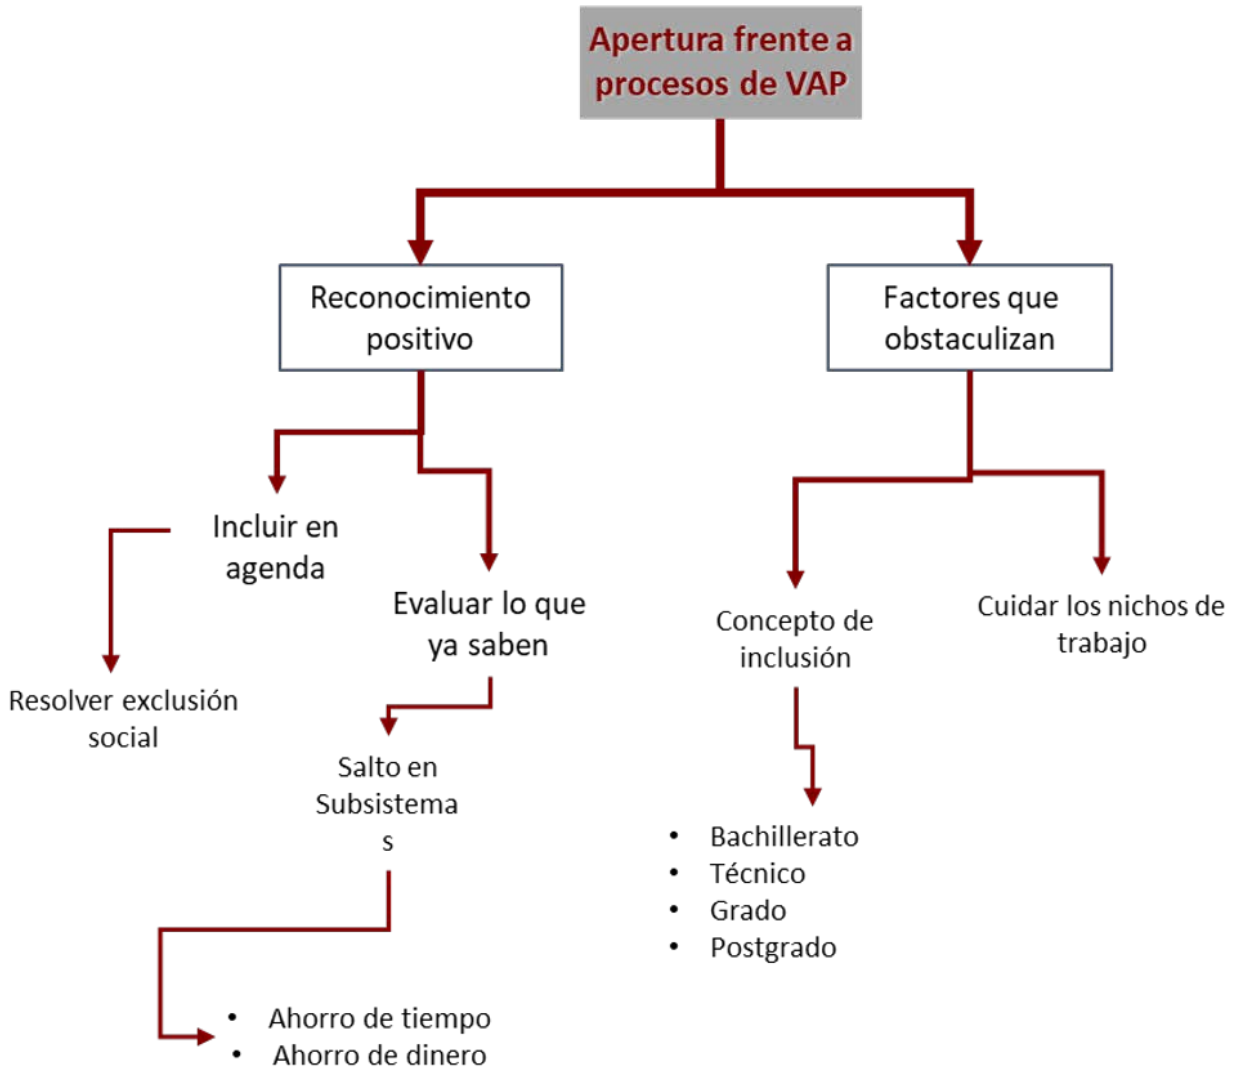 Apertura frente a
procesos de VAP
Reconocimiento
positivo
Factores que
obstaculizan
Incluir en
agenda
Evaluar lo que
ya saben
Concepto de
inclusión
Cuidar los nichos de
trabajo
Resolver exclusión
social
Salto en
Subsistema
s
• Bachillerato
• Técnico
• Grado
• Postgrado
• Ahorro de tiempo
• Ahorro de dinero